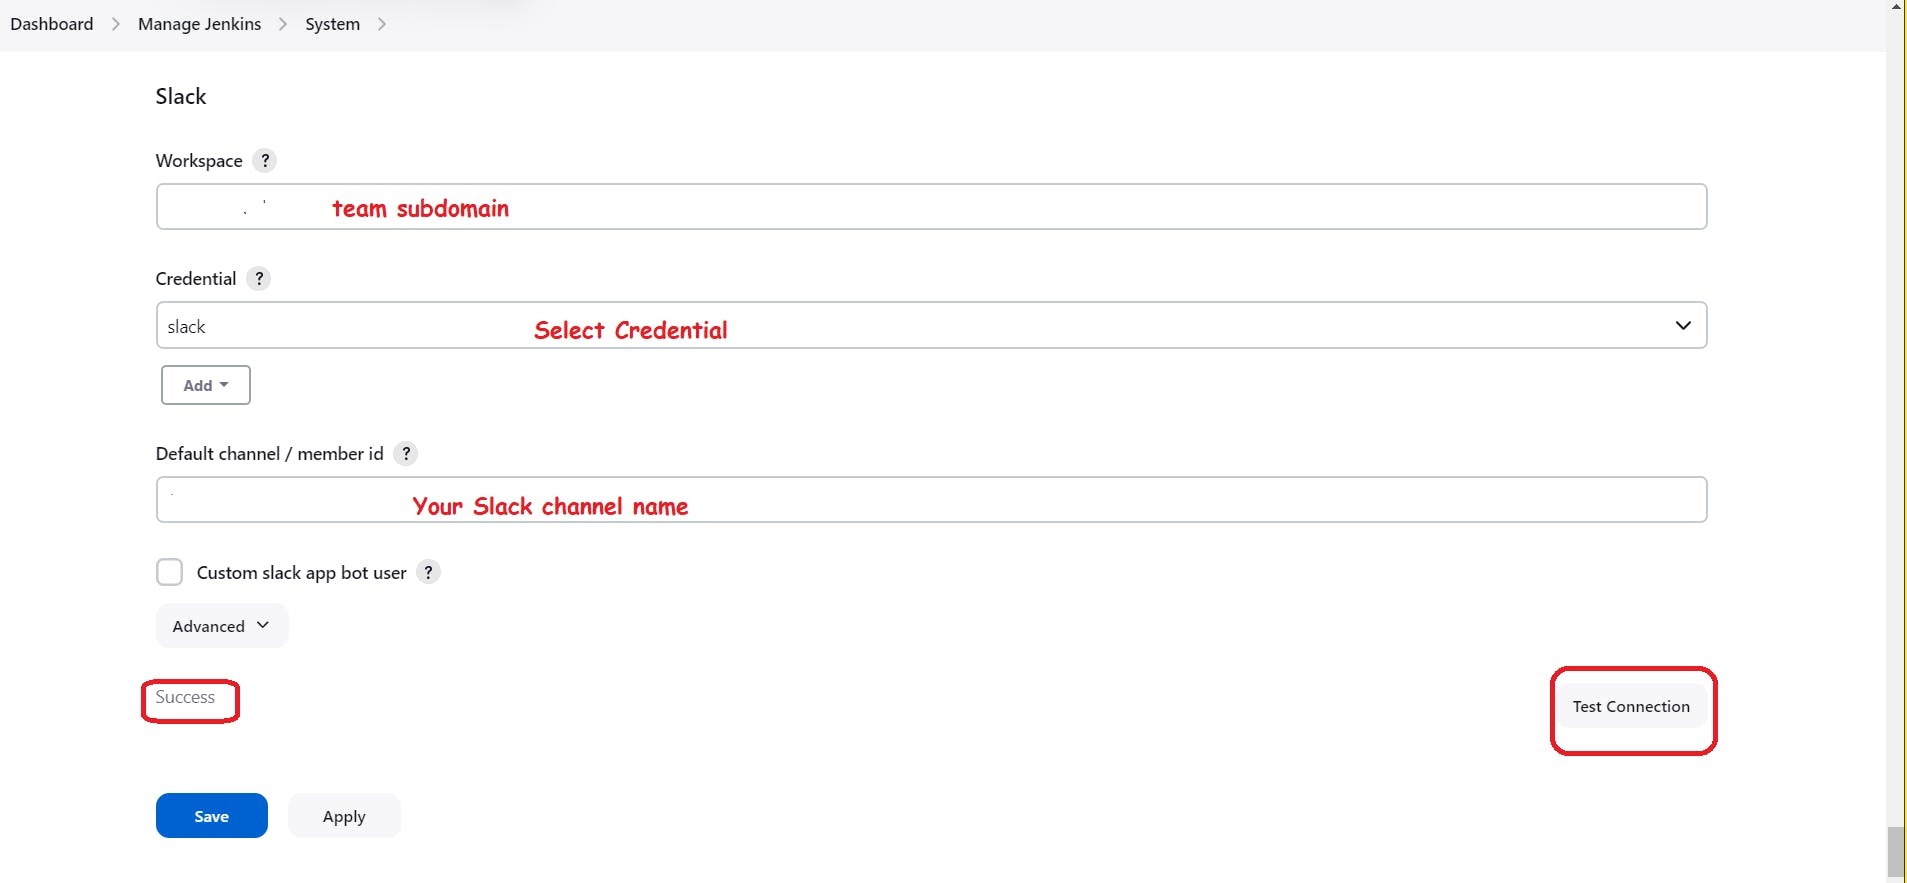 Dashboard > Manage Jenkins > System >
Slack
Workspace ?
team subdomain
Credential ?
slack
Select Credential
Add
Default channel / member id ?
Your Slack channel name
Custom slack app bot user ?
Advanced
Success
Test Connection
Save
Apply